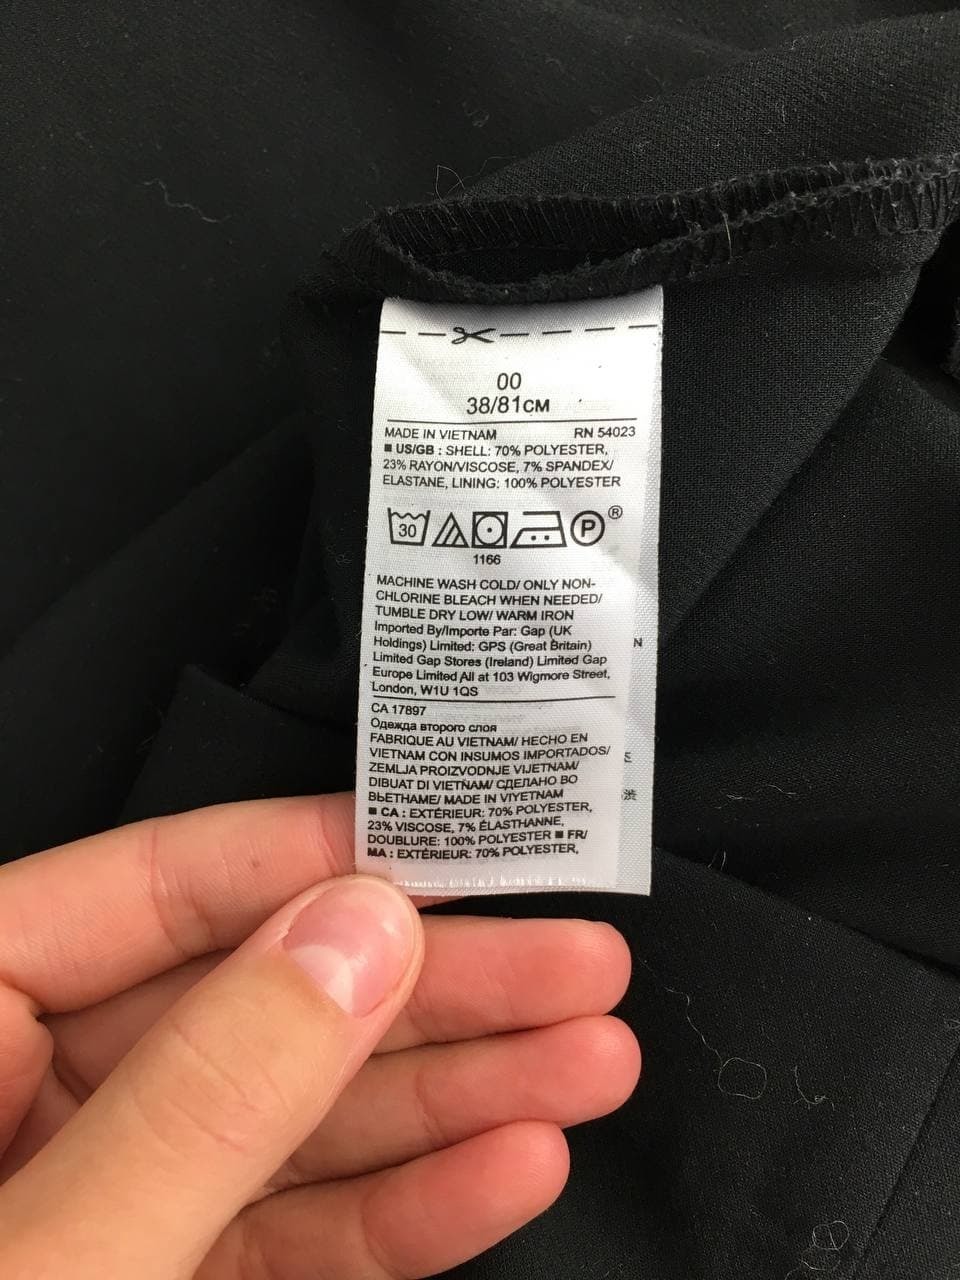 00
38/81CM
MADE IN VIETNAM RN 54023
■ US/GB : SHELL: 70% POLYESTER,
23% RAYON/VISCOSE, 7% SPANDEX/
ELASTANE, LINING: 100% POLYESTER
30 P ®
1166
MACHINE WASH COLD/ ONLY NON-
CHLORINE BLEACH WHEN NEEDED/
TUMBLE DRY LOW/ WARM IRON
Imported By/Importe Par: Gap (UK
Holdings) Limited: GPS (Great Britain)
Limited Gap Stores (Ireland) Limited Gap
Europe Limited All at 103 Wigmore Street,
London, W1U 1QS
CA 17897
Одежда второго слоя
FABRIQUE AU VIETNAM/ HECHO EN
VIETNAM CON INSUMOS IMPORTADOS/
ZEMLJA PROIZVODNJE VIJETNAM/
DIBUAT DI VIETNAM/ СДЕЛАНО ВО
ВЬЕТНАМЕ/ MADE IN VIYETNAM
■ CA : EXTÉRIEUR: 70% POLYESTER,
23% VISCOSE, 7% ÉLASTHANNE,
DOUBLURE: 100% POLYESTER ■ FR/
MA : EXTÉRIEUR: 70% POLYESTER,